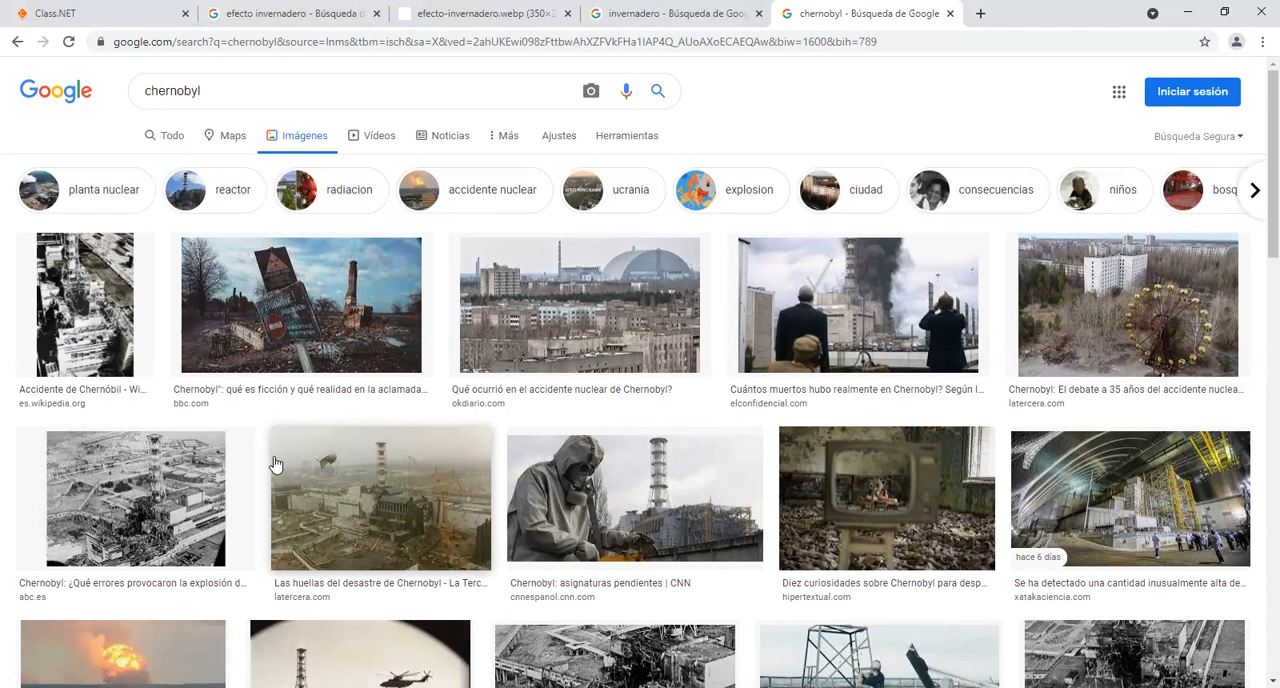 Class.NET
efecto invernadero - Búsqueda d
efecto-invernadero.webp (350×2
invernadero - Búsqueda de Goog
chernobyl - Búsqueda de Google
google.com/search?q=chernobyl&source=lnms&tbm=isch&sa=X&ved=2ahUKEwi098zFttbwAhXZFVkFHa1IAP4Q_AUoAXoECAEQAw&biw=1600&bih=789
Google
chernobyl
Iniciar sesión
Todo
Maps
Imágenes
Vídeos
Noticias
Más
Ajustes
Herramientas
Búsqueda Segura
planta nuclear
reactor
radiacion
accidente nuclear
ucrania
explosion
ciudad
consecuencias
niños
bosq
Accidente de Chernóbil - Wi...
es.wikipedia.org
Chernobyl": qué es ficción y qué realidad en la aclamada...
bbc.com
Qué ocurrió en el accidente nuclear de Chernobyl?
okdiario.com
Cuántos muertos hubo realmente en Chernobyl? Según l...
elconfidencial.com
Chernobyl: El debate a 35 años del accidente nuclea...
latercera.com
hace 6 días
Chernobyl: ¿Qué errores provocaron la explosión d...
abc.es
Las huellas del desastre de Chernobyl - La Terc...
latercera.com
Chernobyl: asignaturas pendientes | CNN
cnnespanol.cnn.com
Diez curiosidades sobre Chernobyl para desp...
hipertextual.com
Se ha detectado una cantidad inusualmente alta de...
xatakaciencia.com